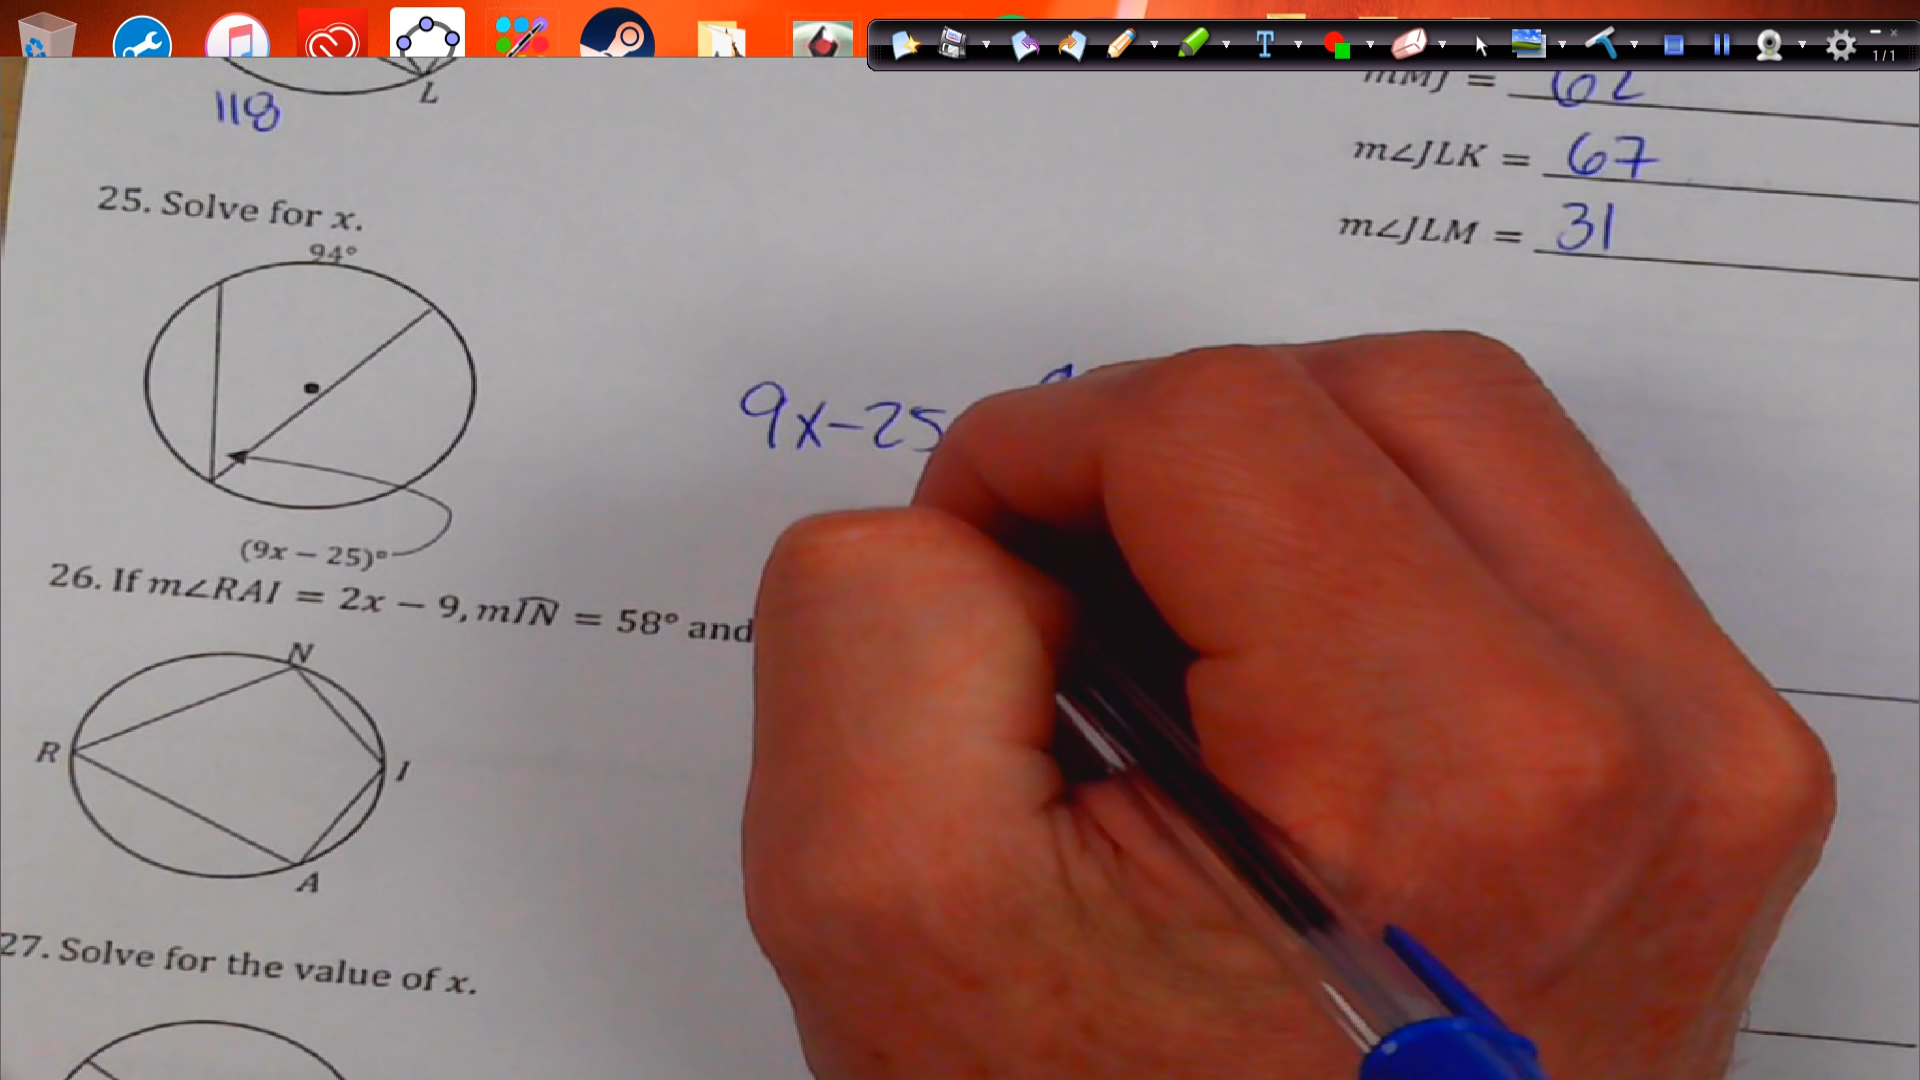 1/1
118
L
= 62
m∠JLK = 67
m∠JLM = 31
25. Solve for x.
94°
(9x − 25)°
9x-25
26. If m∠RAI = 2x − 9, mIN = 58° and
N
R
I
A
27. Solve for the value of x.